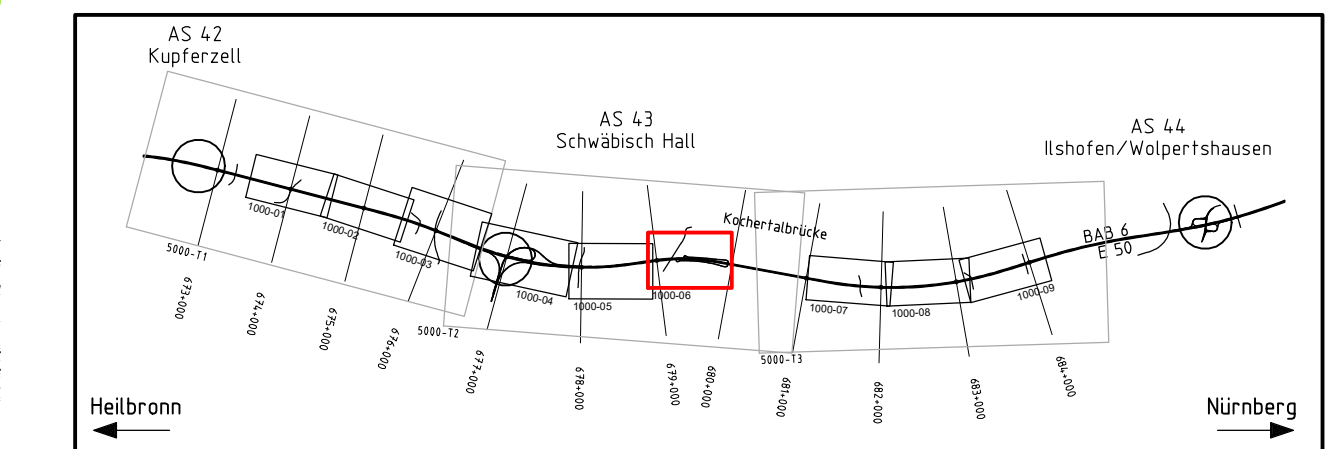 AS 42
Kupferzell
AS 43
Schwäbisch Hall
AS 44
Ilshofen/Wolpertshausen
Kochertalbrücke
BAB 6
E 50
1000-01
1000-02
1000-03
1000-04
1000-05
1000-06
1000-07
1000-08
1000-09
5000-T1
5000-T2
5000-T3
673+000
674+000
675+000
676+000
677+000
678+000
679+000
680+000
681+000
682+000
683+000
684+000
Heilbronn
Nürnberg